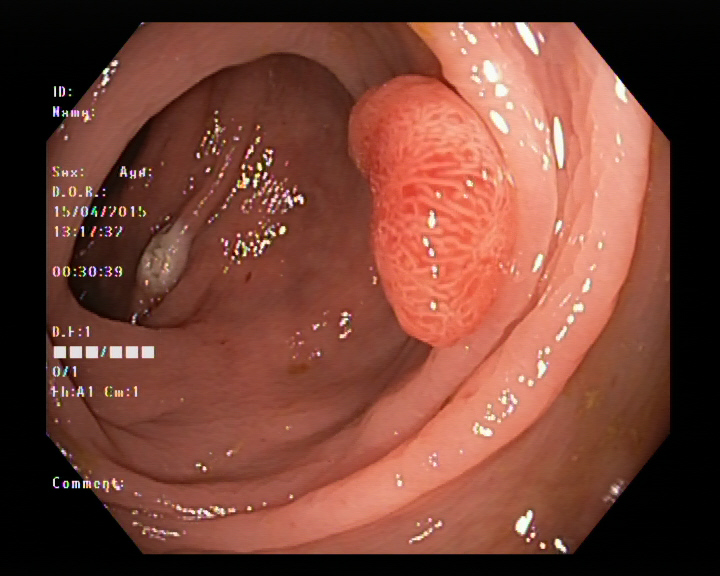 ID:
Name:
Sex: Age:
D.O.B.:
15/04/2015
13:17:32
00:30:39
D.F:1
■■■/■■■
0/1
Eh:A1 Cm:1
Comment: